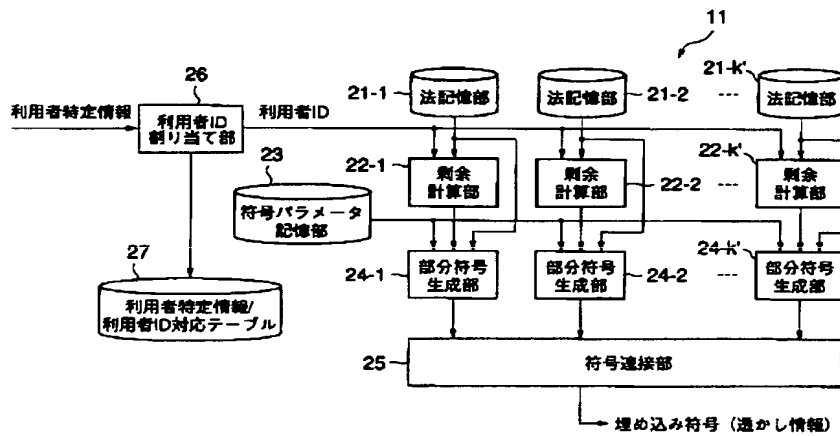 11
26
利用者特定情報
利用者ID
割り当て部
利用者ID
21-1
法記憶部
法記憶部
21-2
21-k'
法記憶部
23
符号パラメータ
記憶部
22-1
剰余
計算部
剰余
計算部
22-2
22-k'
剰余
計算部
27
利用者特定情報/
利用者ID対応テーブル
24-1
部分符号
生成部
部分符号
生成部
24-2
24-k'
部分符号
生成部
25
符号連接部
埋め込み符号（透かし情報）